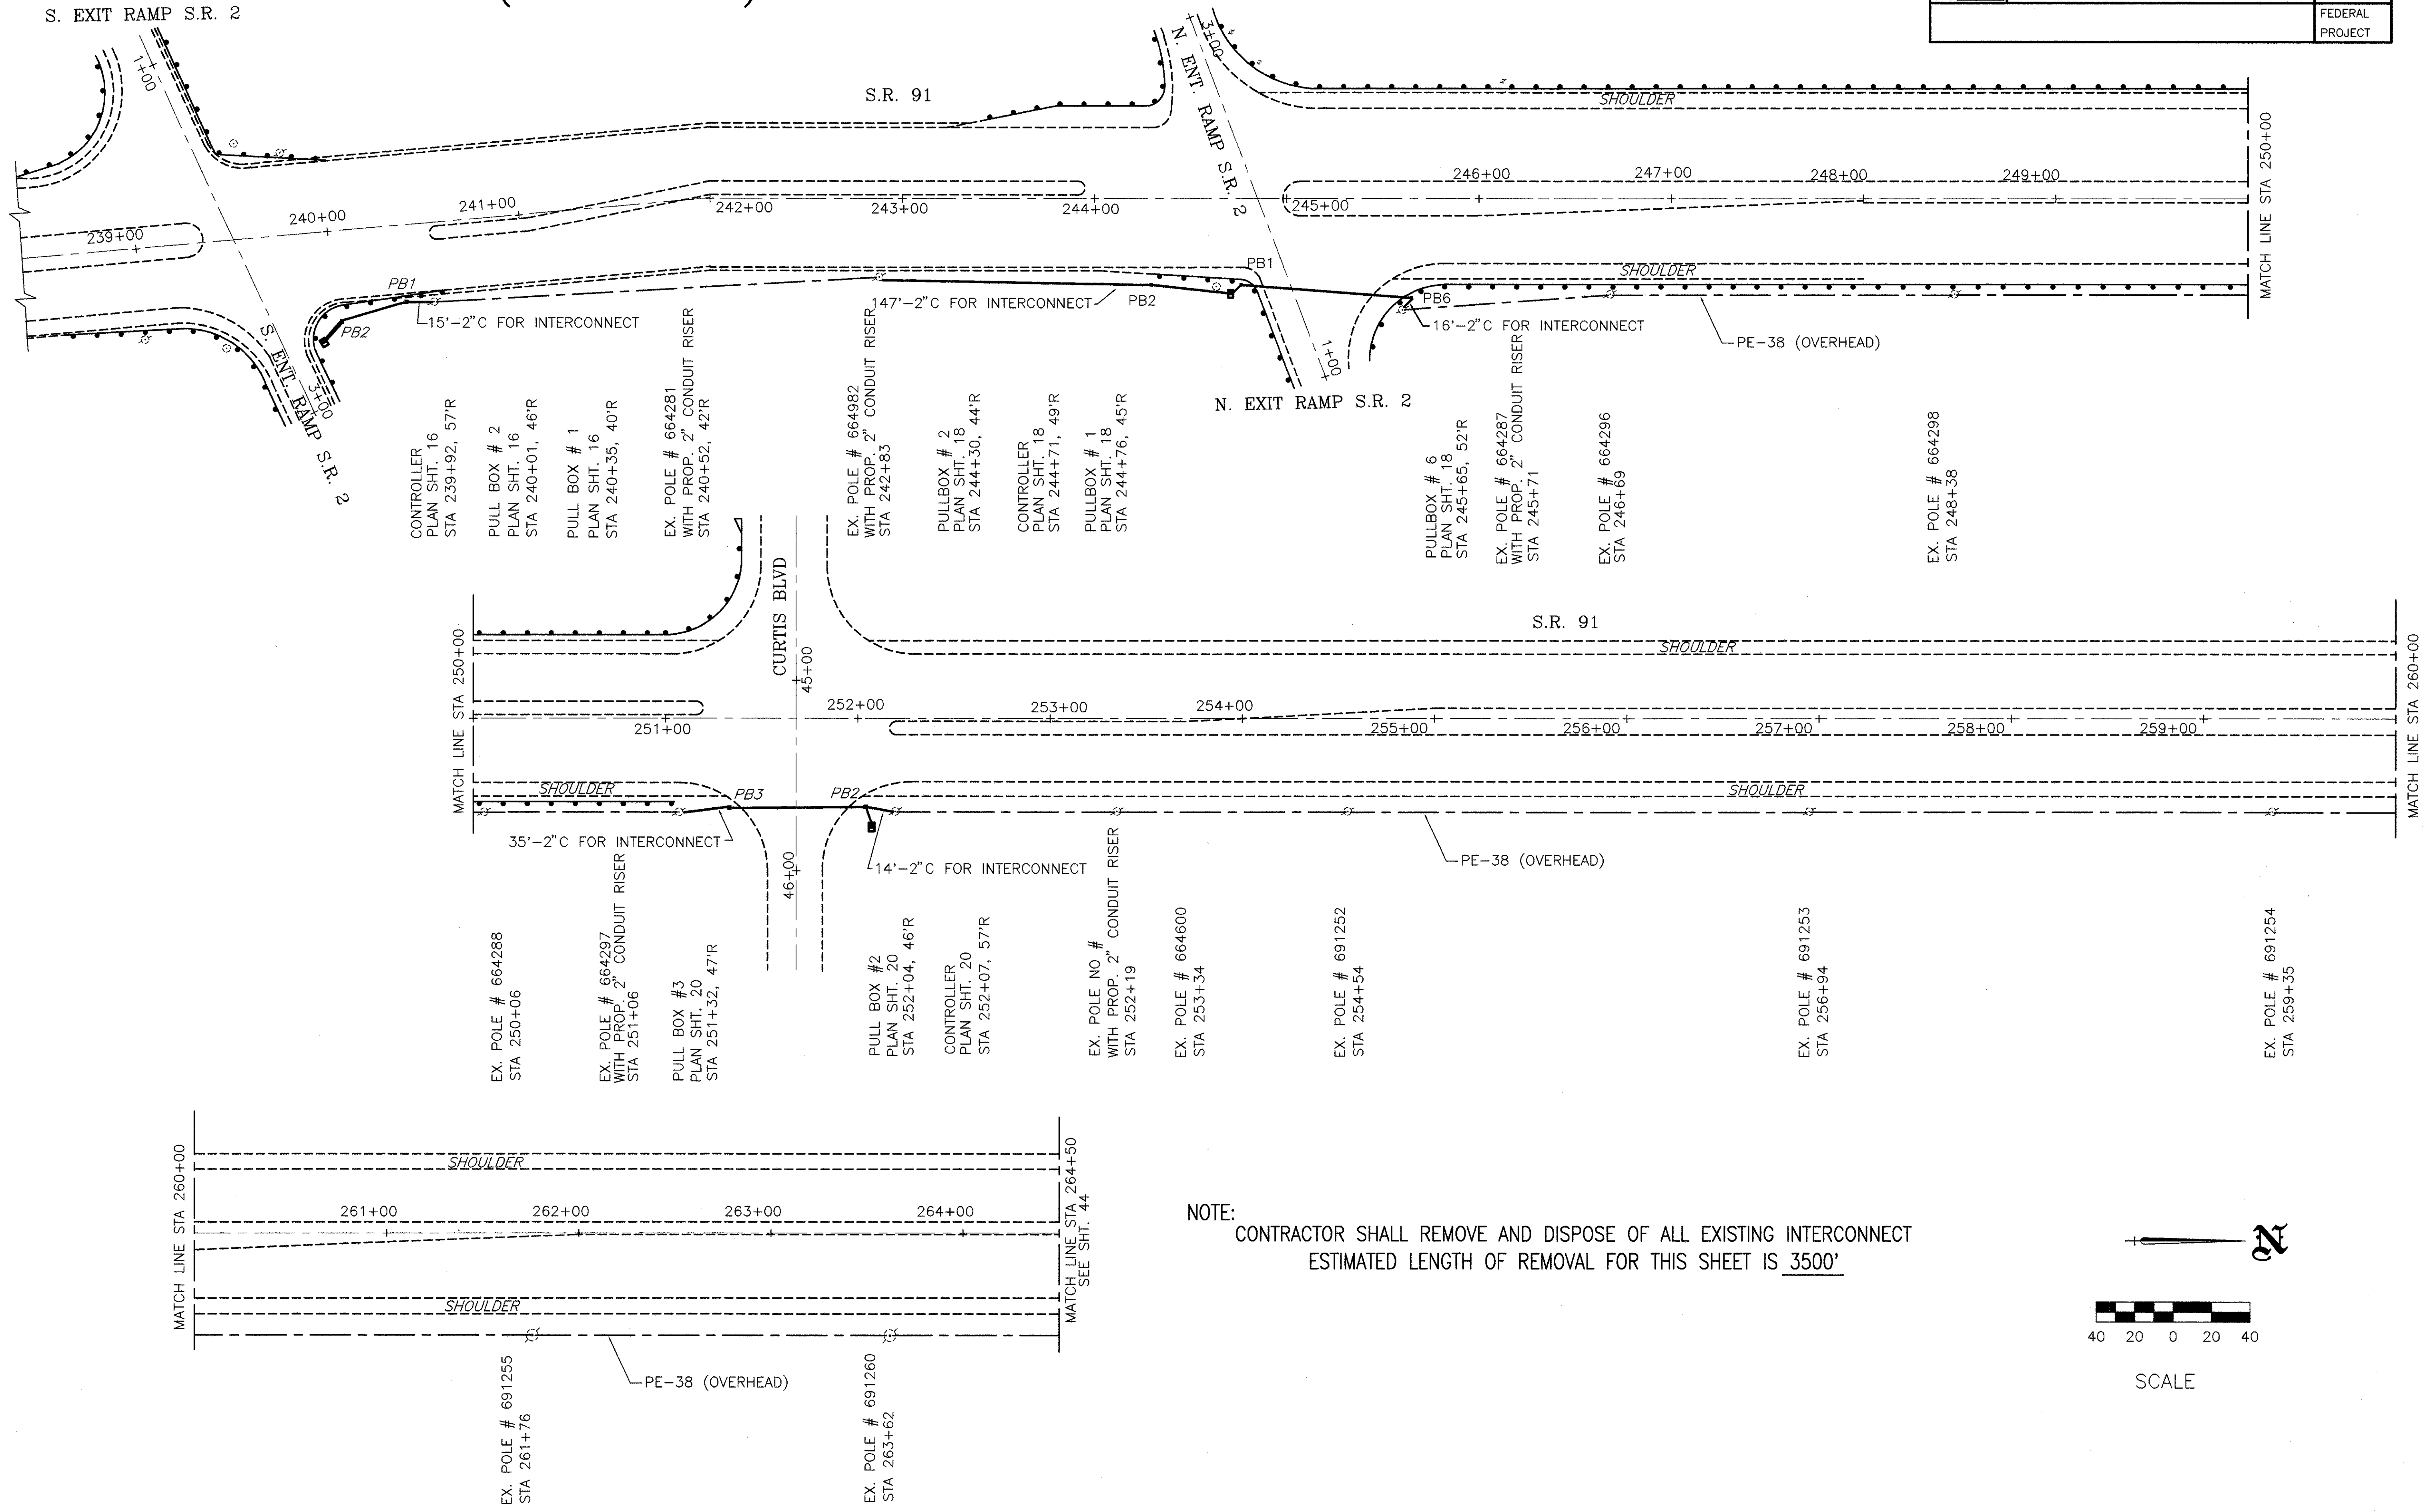 S. EXIT RAMP S.R. 2
FEDERAL
PROJECT
1+00
S.R. 91
3+00
N. ENT. RAMP S.R. 2
SHOULDER
MATCH LINE STA 250+00
239+00
240+00
241+00
242+00
243+00
244+00
245+00
246+00
247+00
248+00
249+00
SHOULDER
PB1
PB2
15'-2"C FOR INTERCONNECT
147'-2"C FOR INTERCONNECT
PB2
PB1
PB6
16'-2"C FOR INTERCONNECT
PE-38 (OVERHEAD)
S. ENT. RAMP S.R. 2
3+00
1+00
N. EXIT RAMP S.R. 2
CONTROLLER
PLAN SHT. 16
STA 239+92, 57'R
PULL BOX # 2
PLAN SHT. 16
STA 240+01, 46'R
PULL BOX # 1
PLAN SHT. 16
STA 240+35, 40'R
EX. POLE # 664281
WITH PROP. 2" CONDUIT RISER
STA 240+52, 42'R
EX. POLE # 664982
WITH PROP. 2" CONDUIT RISER
STA 242+83
PULLBOX # 2
PLAN SHT. 18
STA 244+30, 44'R
CONTROLLER
PLAN SHT. 18
STA 244+71, 49'R
PULLBOX # 1
PLAN SHT. 18
STA 244+76, 45'R
PULLBOX # 6
PLAN SHT. 18
STA 245+65, 52'R
EX. POLE # 664287
WITH PROP. 2" CONDUIT RISER
STA 245+71
EX. POLE # 664296
STA 246+69
EX. POLE # 664298
STA 248+38
MATCH LINE STA 250+00
CURTIS BLVD
45+00
S.R. 91
SHOULDER
MATCH LINE STA 260+00
251+00
252+00
253+00
254+00
255+00
256+00
257+00
258+00
259+00
SHOULDER
PB3
PB2
SHOULDER
35'-2"C FOR INTERCONNECT
46+00
14'-2"C FOR INTERCONNECT
PE-38 (OVERHEAD)
EX. POLE # 664288
STA 250+06
EX. POLE # 664297
WITH PROP. 2" CONDUIT RISER
STA 251+06
PULL BOX #3
PLAN SHT. 20
STA 251+32, 47'R
PULL BOX #2
PLAN SHT. 20
STA 252+04, 46'R
CONTROLLER
PLAN SHT. 20
STA 252+07, 57'R
EX. POLE NO #
WITH PROP. 2" CONDUIT RISER
STA 252+19
EX. POLE # 664600
STA 253+34
EX. POLE # 691252
STA 254+54
EX. POLE # 691253
STA 256+94
EX. POLE # 691254
STA 259+35
MATCH LINE STA 260+00
SHOULDER
261+00
262+00
263+00
264+00
SHOULDER
MATCH LINE STA 264+50
SEE SHT. 44
PE-38 (OVERHEAD)
EX. POLE # 691255
STA 261+76
EX. POLE # 691260
STA 263+62
NOTE:
CONTRACTOR SHALL REMOVE AND DISPOSE OF ALL EXISTING INTERCONNECT
ESTIMATED LENGTH OF REMOVAL FOR THIS SHEET IS 3500'
N
40 20 0 20 40
SCALE